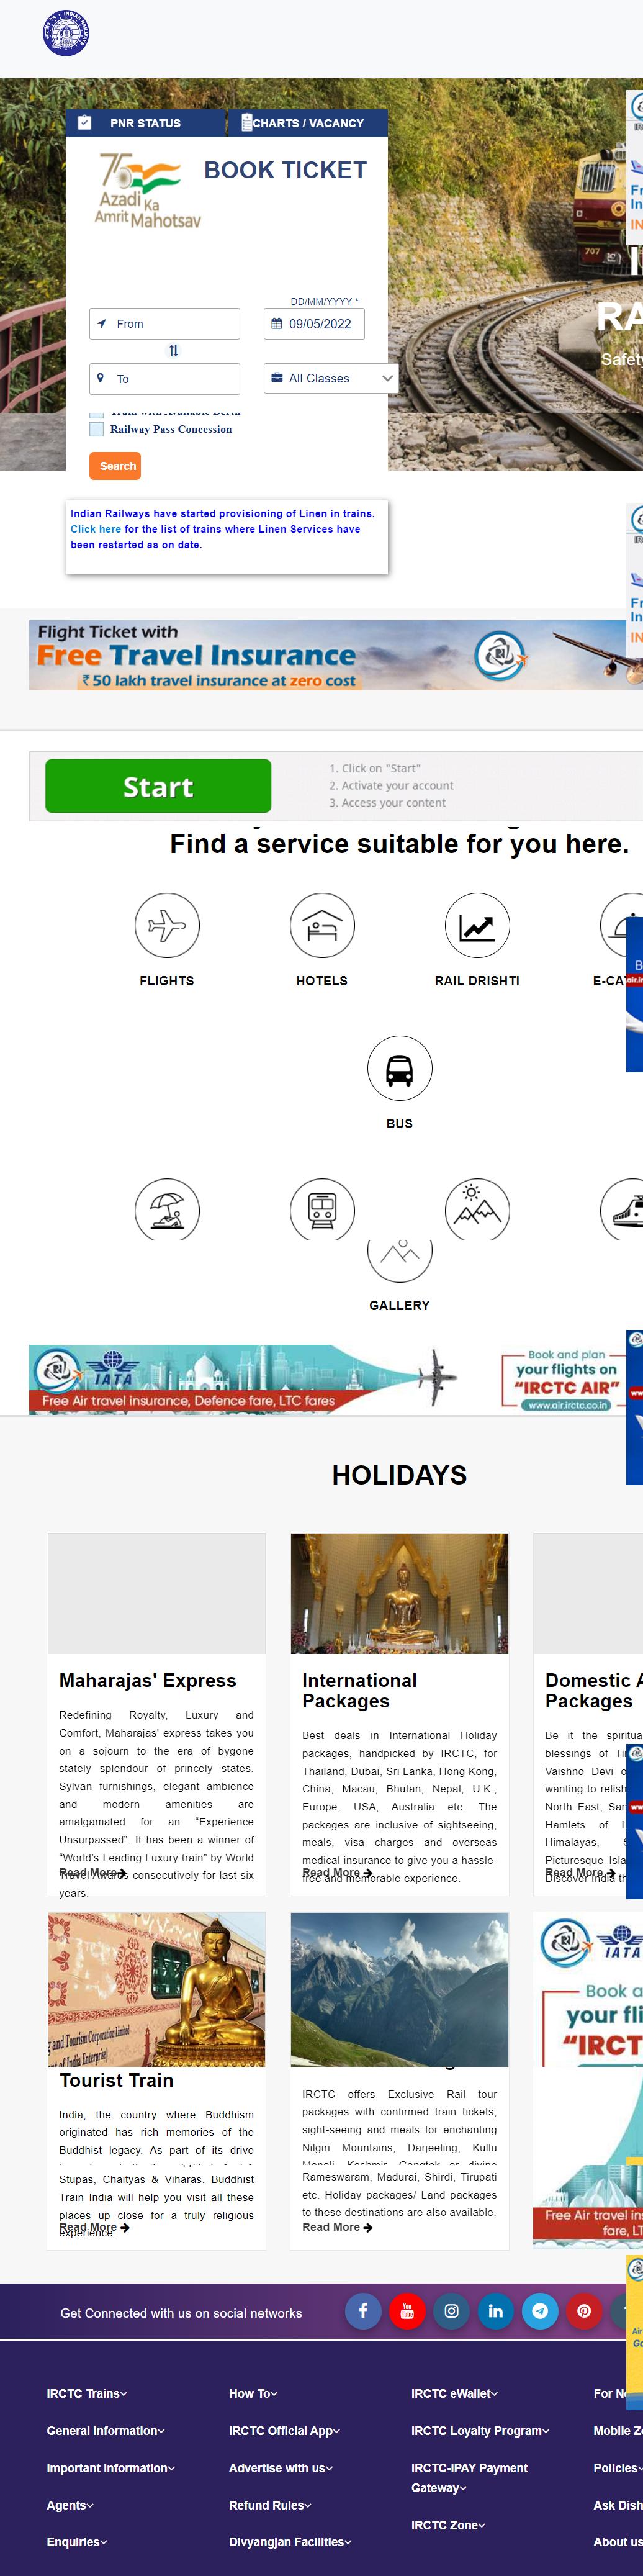 PNR STATUS
CHARTS / VACANCY
Azadi Ka
Amrit Mahotsav
BOOK TICKET
DD/MM/YYYY *
From
09/05/2022
To
All Classes
Railway Pass Concession
Search
707
RA
Safety
Indian Railways have started provisioning of Linen in trains.
Click here for the list of trains where Linen Services have
been restarted as on date.
Flight Ticket with
Free Travel Insurance
₹50 lakh travel insurance at zero cost
Start
1. Click on "Start"
2. Activate your account
3. Access your content
Find a service suitable for you here.
FLIGHTS
HOTELS
RAIL DRISHTI
E-CA
BUS
GALLERY
IATA
Free Air travel insurance, Defence fare, LTC fares
Book and plan
your flights on
"IRCTC AIR"
www.air.irctc.co.in
HOLIDAYS
Maharajas' Express
Redefining Royalty, Luxury and
Comfort, Maharajas' express takes you
on a sojourn to the era of bygone
stately splendour of princely states.
Sylvan furnishings, elegant ambience
and modern amenities are
amalgamated for an “Experience
Unsurpassed”. It has been a winner of
“World’s Leading Luxury train” by World
Travel Awards consecutively for last six
years.
Read More
International
Packages
Best deals in International Holiday
packages, handpicked by IRCTC, for
Thailand, Dubai, Sri Lanka, Hong Kong,
China, Macau, Bhutan, Nepal, U.K.,
Europe, USA, Australia etc. The
packages are inclusive of sightseeing,
meals, visa charges and overseas
medical insurance to give you a hassle-
free and memorable experience.
Read More
Domestic A
Packages
Be it the spiritua
blessings of Tir
Vaishno Devi o
wanting to relish
North East, San
Hamlets of L
Himalayas, S
Picturesque Isla
Discover India th
Read More
Tourist Train
India, the country where Buddhism
originated has rich memories of the
Buddhist legacy. As part of its drive
Stupas, Chaityas & Viharas. Buddhist
Train India will help you visit all these
places up close for a truly religious
experience.
Read More
IRCTC offers Exclusive Rail tour
packages with confirmed train tickets,
sight-seeing and meals for enchanting
Nilgiri Mountains, Darjeeling, Kullu
Rameswaram, Madurai, Shirdi, Tirupati
etc. Holiday packages/ Land packages
to these destinations are also available.
Read More
IATA
Book a
your fli
"IRCT
Free Air travel ins
fare, LT
Get Connected with us on social networks
IRCTC Trains
General Information
Important Information
Agents
Enquiries
How To
IRCTC Official App
Advertise with us
Refund Rules
Divyangjan Facilities
IRCTC eWallet
IRCTC Loyalty Program
IRCTC-iPAY Payment
Gateway
IRCTC Zone
For Ne
Mobile Z
Policies
Ask Dish
About us